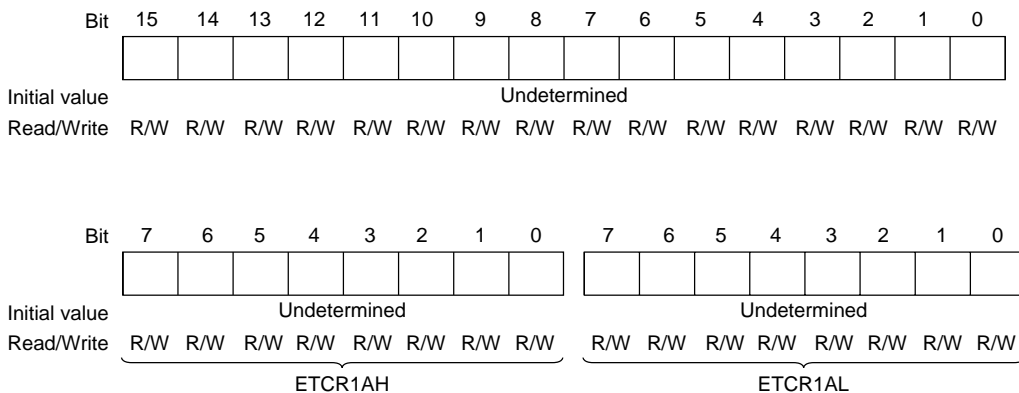 Bit 15 14 13 12 11 10 9 8 7 6 5 4 3 2 1 0
Initial value Undetermined
Read/Write R/W R/W R/W R/W R/W R/W R/W R/W R/W R/W R/W R/W R/W R/W R/W R/W
Bit 7 6 5 4 3 2 1 0 7 6 5 4 3 2 1 0
Initial value Undetermined Undetermined
Read/Write R/W R/W R/W R/W R/W R/W R/W R/W R/W R/W R/W R/W R/W R/W R/W R/W
ETCR1AH ETCR1AL